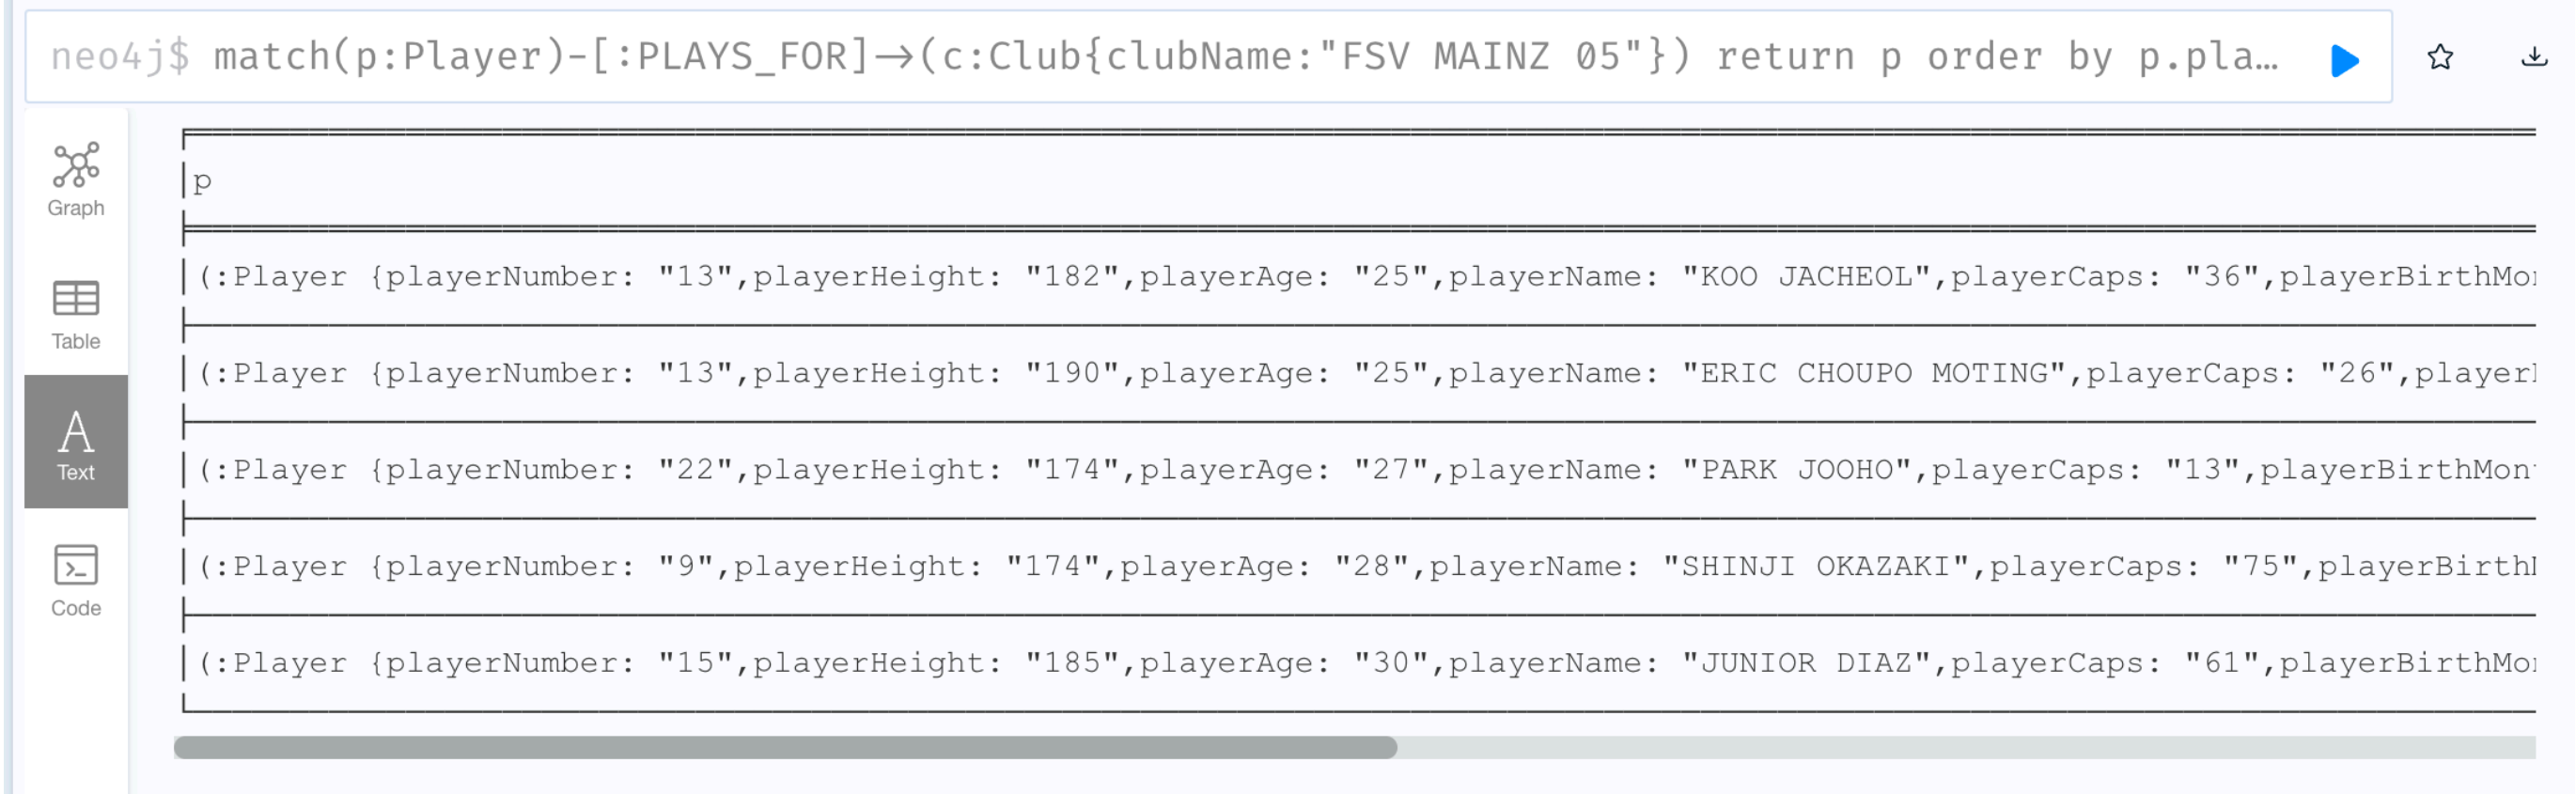 neo4j$ match(p:Player)-[:PLAYS_FOR]→(c:Club{clubName:"FSV MAINZ 05"}) return p order by p.pla…
Graph
Table
Text
Code
p
(:Player {playerNumber: "13",playerHeight: "182",playerAge: "25",playerName: "KOO JACHEOL",playerCaps: "36",playerBirthMo
(:Player {playerNumber: "13",playerHeight: "190",playerAge: "25",playerName: "ERIC CHOUPO MOTING",playerCaps: "26",player
(:Player {playerNumber: "22",playerHeight: "174",playerAge: "27",playerName: "PARK JOOHO",playerCaps: "13",playerBirthMon
(:Player {playerNumber: "9",playerHeight: "174",playerAge: "28",playerName: "SHINJI OKAZAKI",playerCaps: "75",playerBirth
(:Player {playerNumber: "15",playerHeight: "185",playerAge: "30",playerName: "JUNIOR DIAZ",playerCaps: "61",playerBirthMo